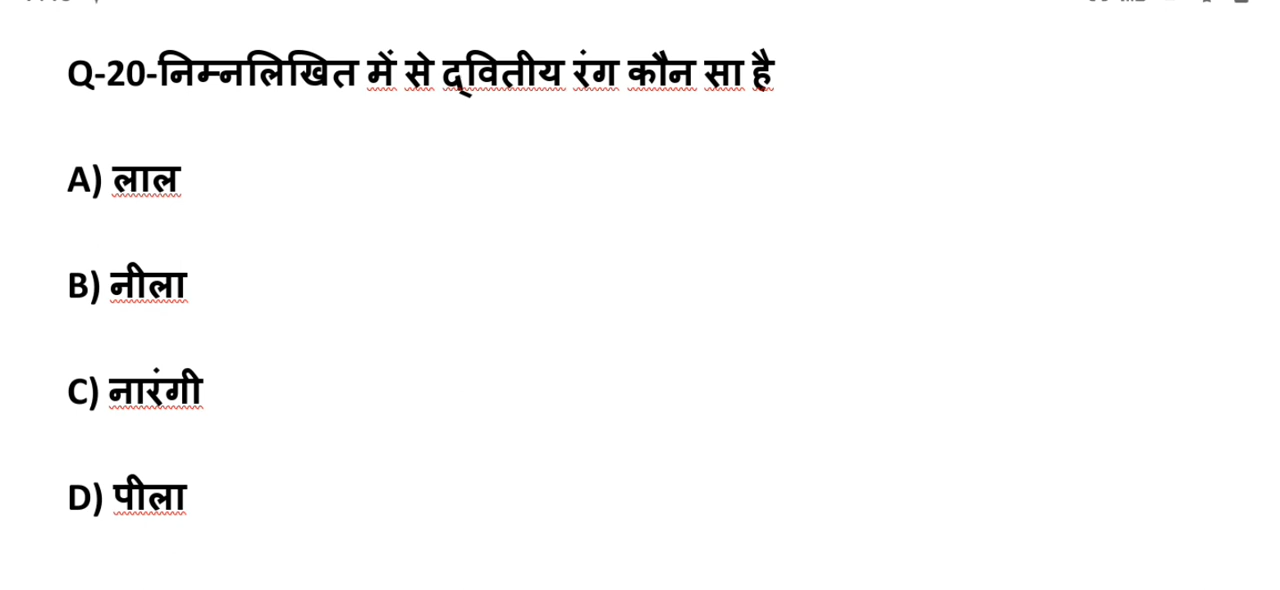 Q-20-निम्नलिखित में से द्वितीय रंग कौन सा है
A) लाल
B) नीला
C) नारंगी
D) पीला